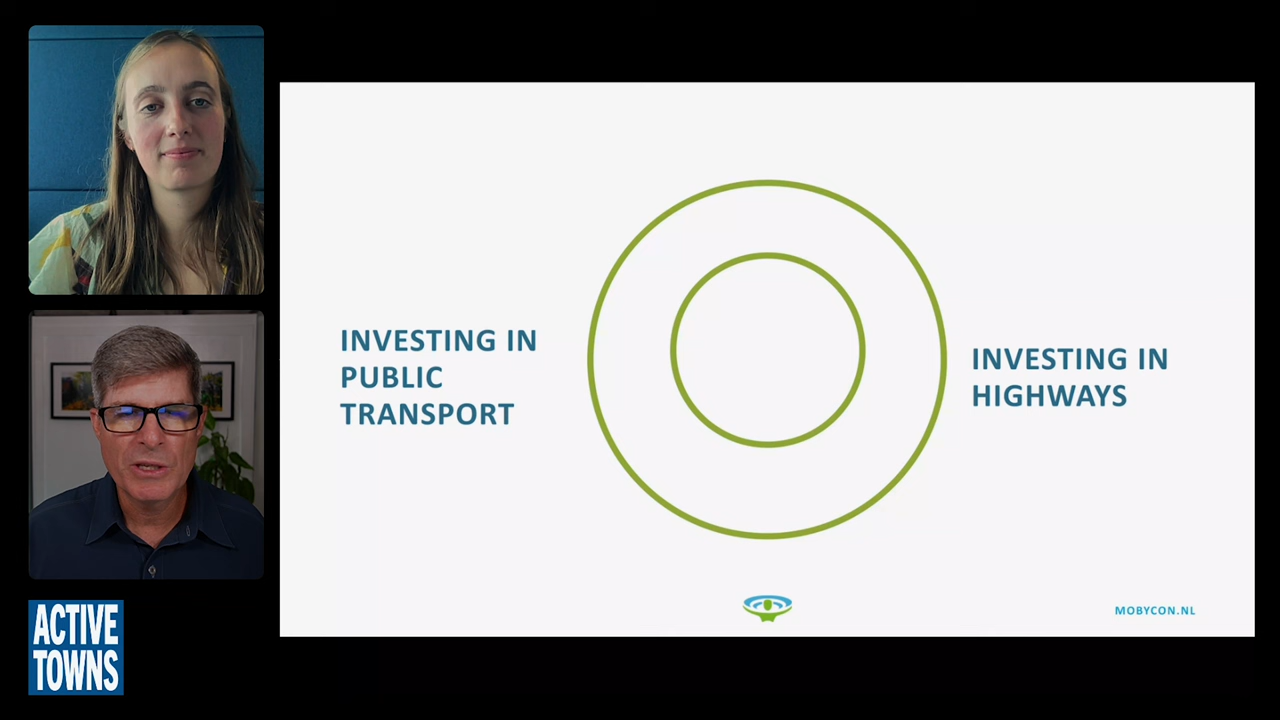 INVESTING IN
PUBLIC
TRANSPORT
INVESTING IN
HIGHWAYS
MOBYCON.NL
ACTIVE
TOWNS